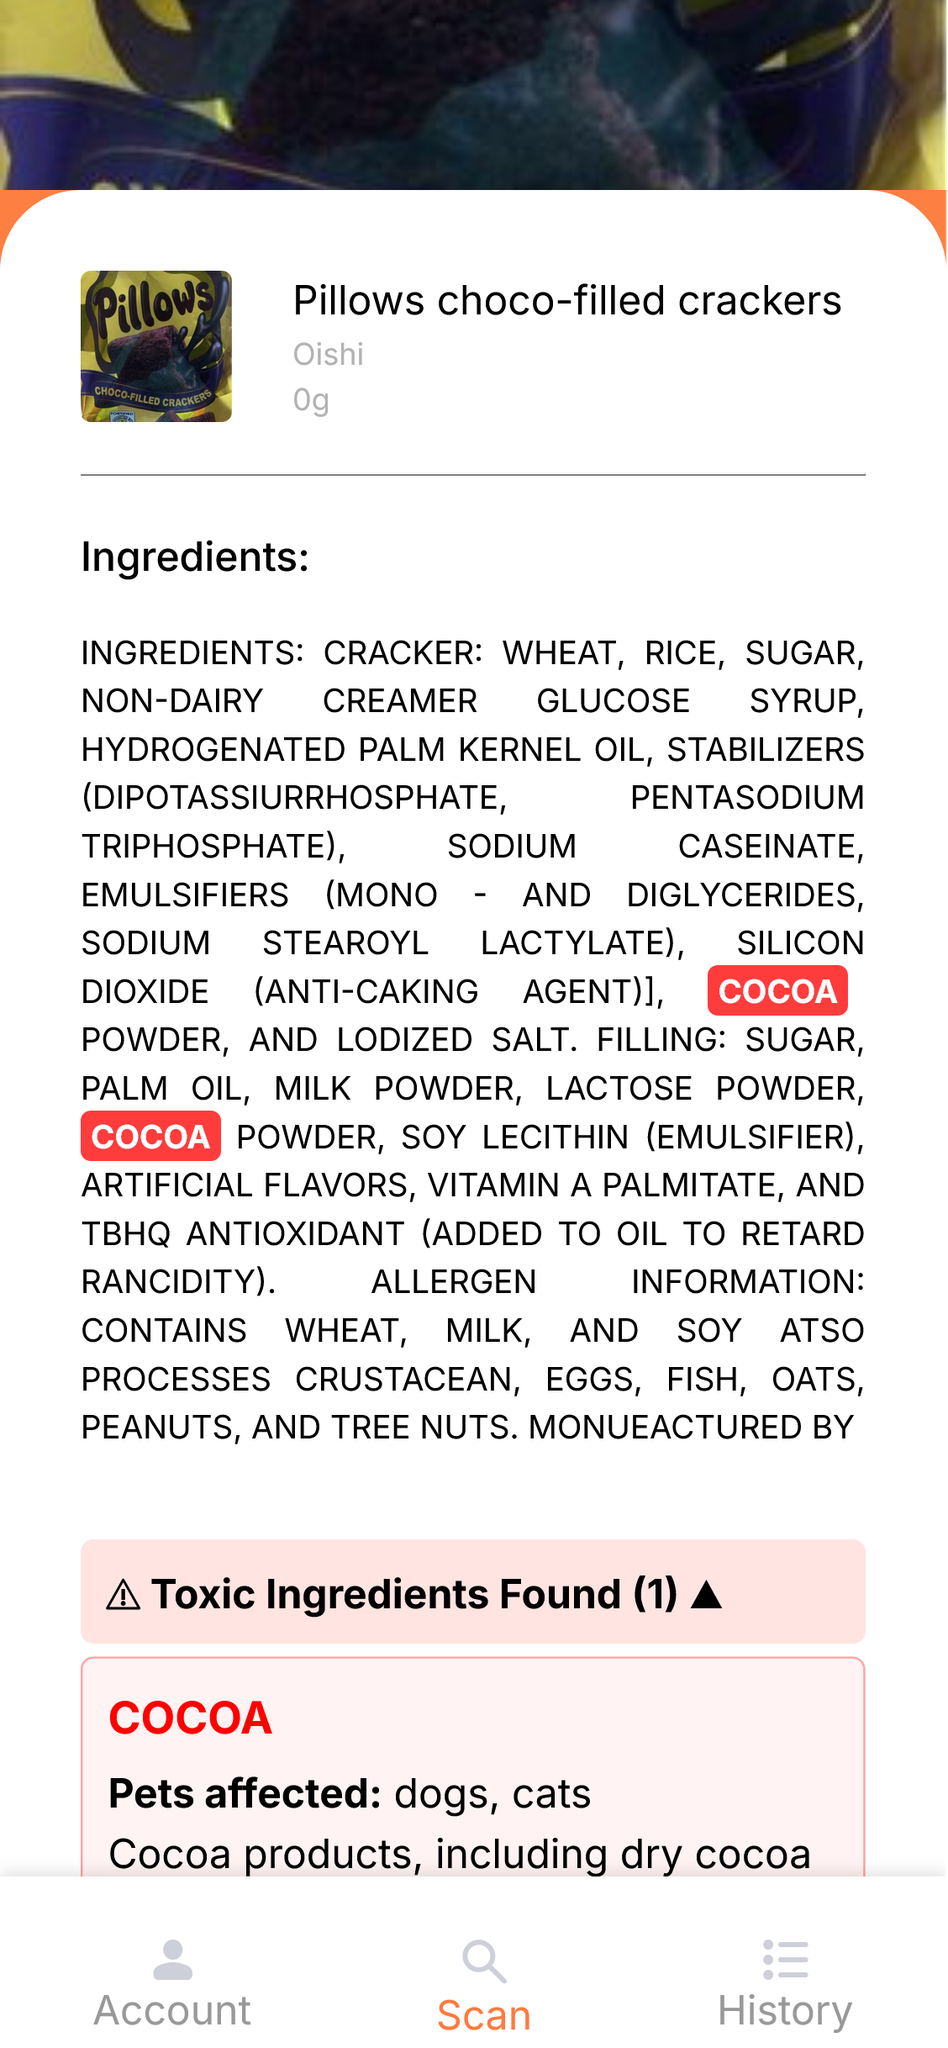 Pillows
CHOCO-FILLED CRACKERS
Pillows choco-filled crackers
Oishi
0g
Ingredients:
INGREDIENTS: CRACKER: WHEAT, RICE, SUGAR,
NON-DAIRY CREAMER GLUCOSE SYRUP,
HYDROGENATED PALM KERNEL OIL, STABILIZERS
(DIPOTASSIURRHOSPHATE, PENTASODIUM
TRIPHOSPHATE), SODIUM CASEINATE,
EMULSIFIERS (MONO - AND DIGLYCERIDES,
SODIUM STEAROYL LACTYLATE), SILICON
DIOXIDE (ANTI-CAKING AGENT)], COCOA
POWDER, AND LODIZED SALT. FILLING: SUGAR,
PALM OIL, MILK POWDER, LACTOSE POWDER,
COCOA POWDER, SOY LECITHIN (EMULSIFIER),
ARTIFICIAL FLAVORS, VITAMIN A PALMITATE, AND
TBHQ ANTIOXIDANT (ADDED TO OIL TO RETARD
RANCIDITY). ALLERGEN INFORMATION:
CONTAINS WHEAT, MILK, AND SOY ATSO
PROCESSES CRUSTACEAN, EGGS, FISH, OATS,
PEANUTS, AND TREE NUTS. MONUEACTURED BY
⚠ Toxic Ingredients Found (1) ▲
COCOA
Pets affected: dogs, cats
Cocoa products, including dry cocoa
Account
Scan
History